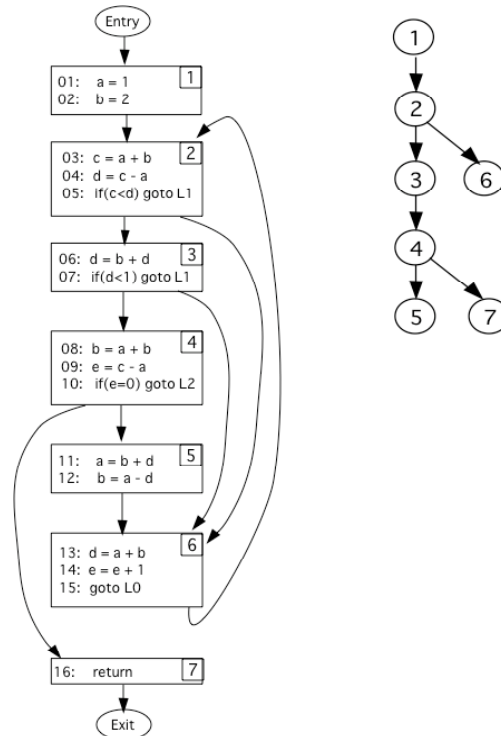 Entry
1
01: a = 1
02: b = 2
2
03: c = a + b
04: d = c - a
05: if(c<d) goto L1
3
06: d = b + d
07: if(d<1) goto L1
4
08: b = a + b
09: e = c - a
10: if(e=0) goto L2
5
11: a = b + d
12: b = a - d
6
13: d = a + b
14: e = e + 1
15: goto L0
16: return 7
Exit
1
2
3
6
4
5
7